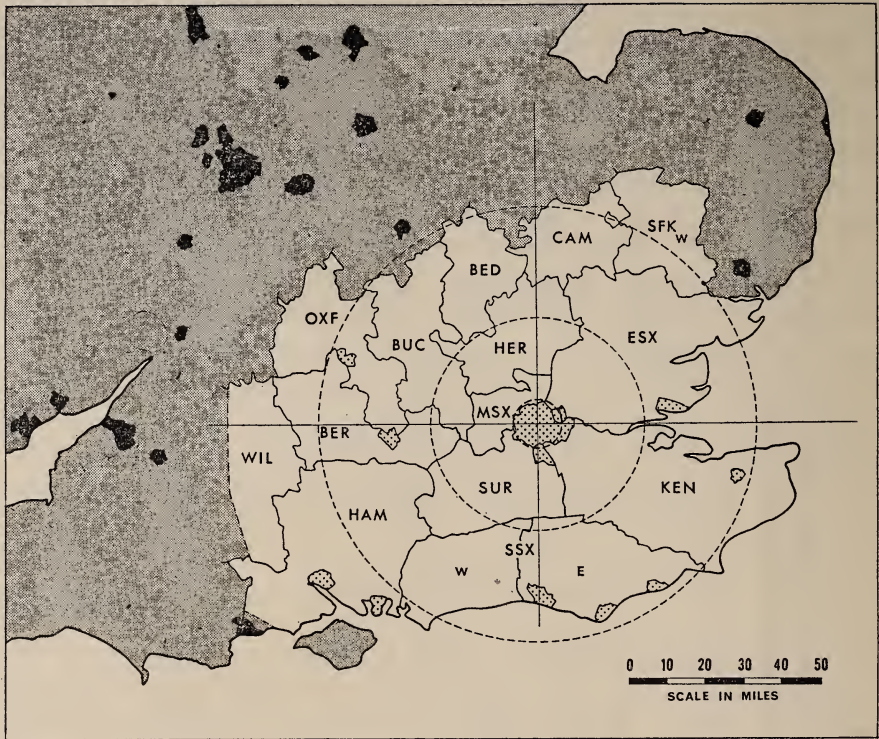 SFK
W
CAM
BED
OXF
BUC
HER
ESX
MSX
BER
WIL
SUR
KEN
HAM
SSX
W
E
0 10 20 30 40 50
SCALE IN MILES